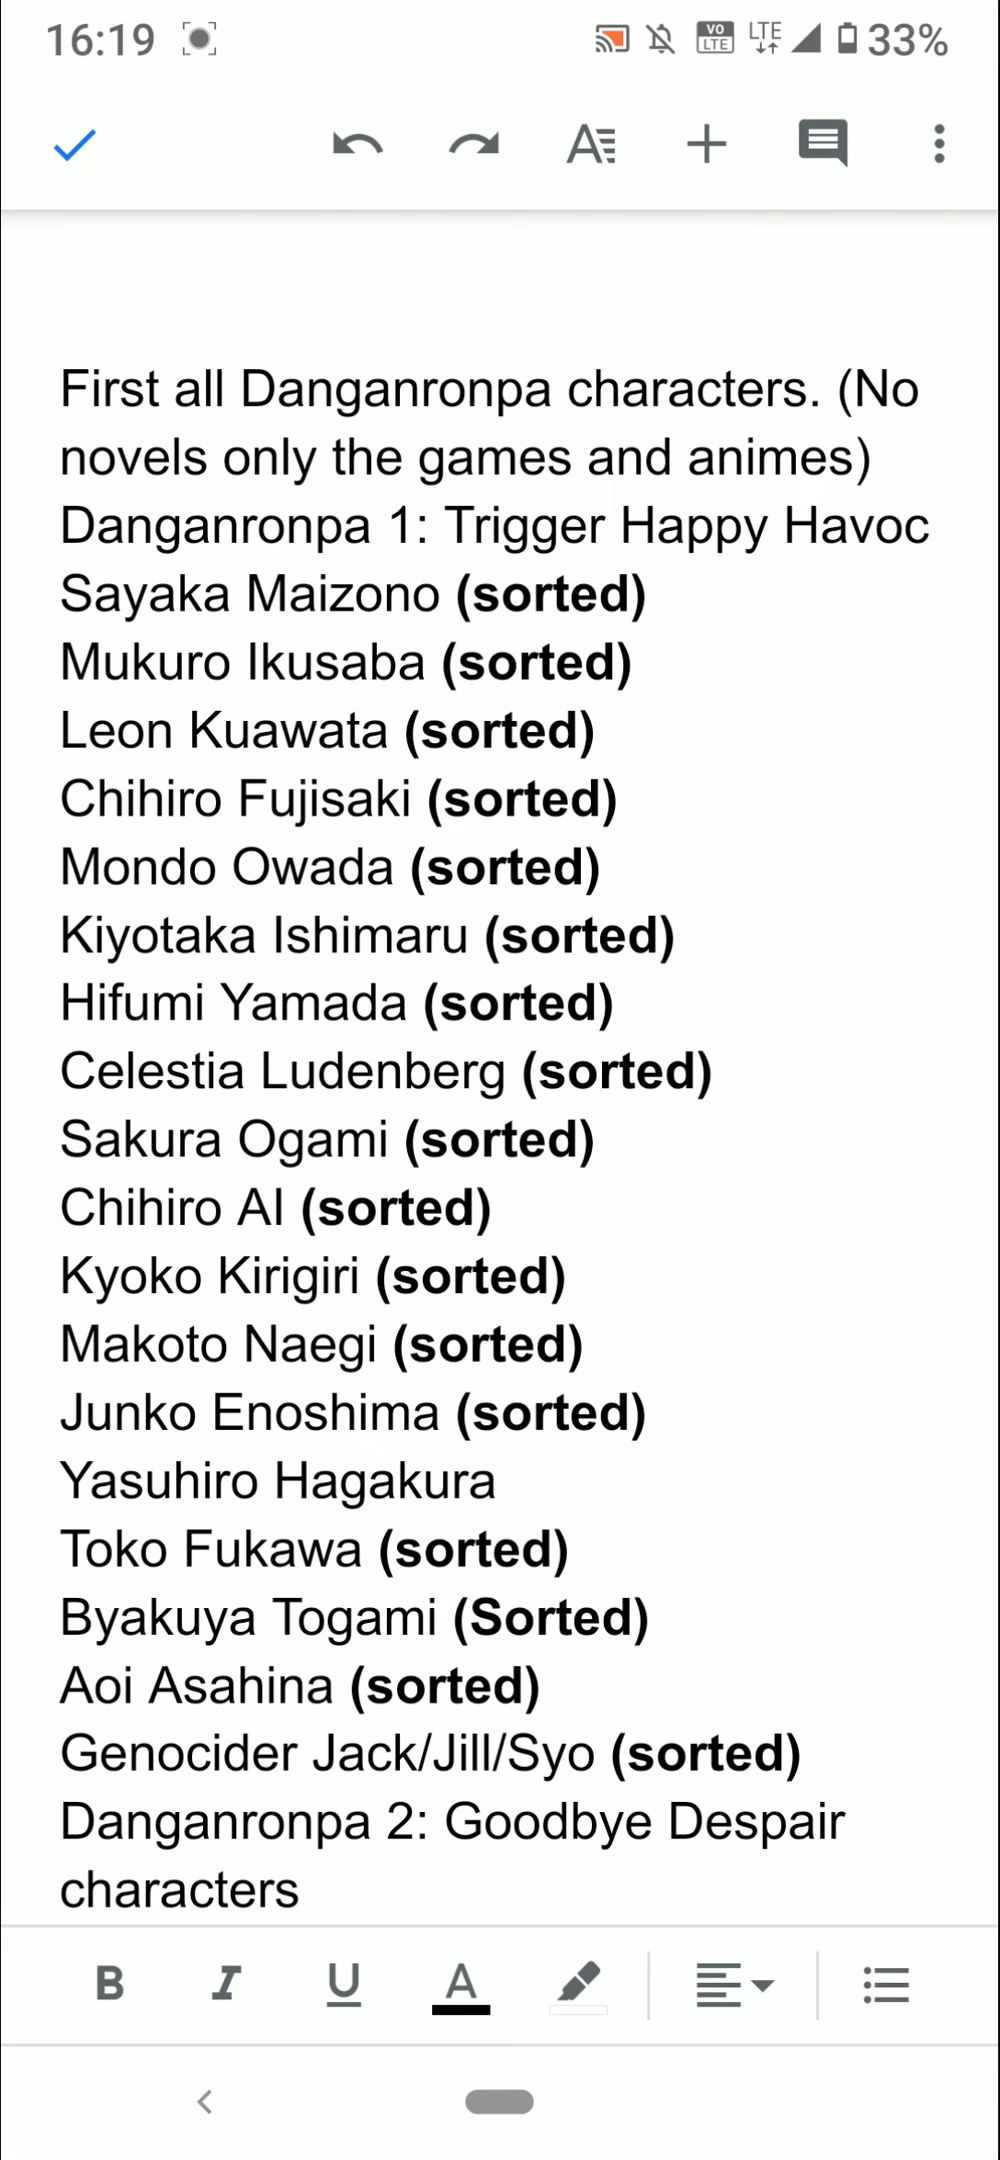 16:19
VO
LTE
LTE
33%
First all Danganronpa characters. (No
novels only the games and animes)
Danganronpa 1: Trigger Happy Havoc
Sayaka Maizono (sorted)
Mukuro Ikusaba (sorted)
Leon Kuawata (sorted)
Chihiro Fujisaki (sorted)
Mondo Owada (sorted)
Kiyotaka Ishimaru (sorted)
Hifumi Yamada (sorted)
Celestia Ludenberg (sorted)
Sakura Ogami (sorted)
Chihiro AI (sorted)
Kyoko Kirigiri (sorted)
Makoto Naegi (sorted)
Junko Enoshima (sorted)
Yasuhiro Hagakura
Toko Fukawa (sorted)
Byakuya Togami (Sorted)
Aoi Asahina (sorted)
Genocider Jack/Jill/Syo (sorted)
Danganronpa 2: Goodbye Despair
characters
B I U A